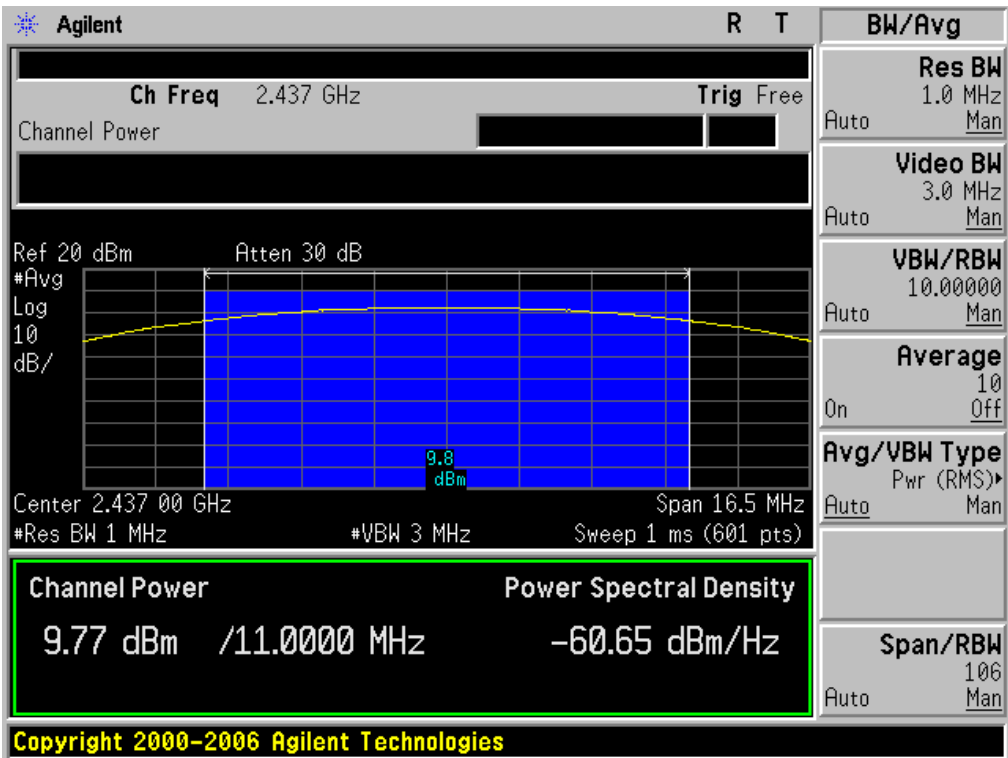 Agilent R T
BW/Avg
Ch Freq 2.437 GHz Trig Free
Channel Power
Ref 20 dBm Atten 30 dB
#Avg
Log
10
dB/
9.8
dBm
Center 2.437 00 GHz Span 16.5 MHz
#Res BW 1 MHz #VBW 3 MHz Sweep 1 ms (601 pts)
Channel Power Power Spectral Density
9.77 dBm /11.0000 MHz -60.65 dBm/Hz
Copyright 2000-2006 Agilent Technologies
Res BW
1.0 MHz
Auto Man
Video BW
3.0 MHz
Auto Man
VBW/RBW
10.00000
Auto Man
Average
10
On Off
Avg/VBW Type
Pwr (RMS)▸
Auto Man
Span/RBW
106
Auto Man